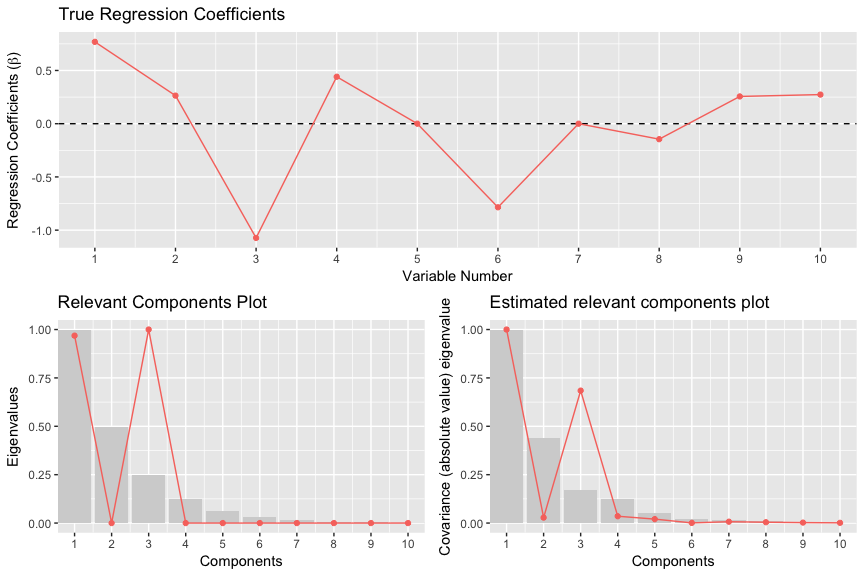 True Regression Coefficients
Regression Coefficients (β)
0.5
0.0
-0.5
-1.0
1 2 3 4 5 6 7 8 9 10
Variable Number
Relevant Components Plot
Eigenvalues
1.00
0.75
0.50
0.25
0.00
1 2 3 4 5 6 7 8 9 10
Components
Estimated relevant components plot
Covariance (absolute value) eigenvalue
1.00
0.75
0.50
0.25
0.00
1 2 3 4 5 6 7 8 9 10
Components